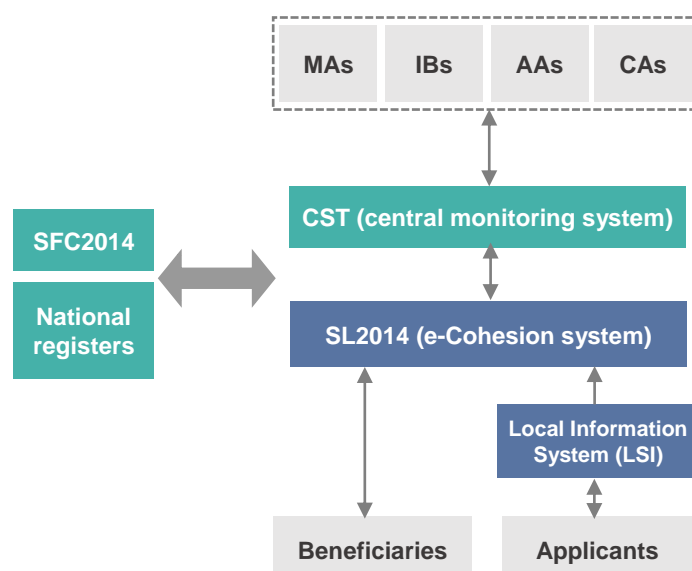 MAs
IBs
AAs
CAs
CST (central monitoring system)
SFC2014
National
registers
SL2014 (e-Cohesion system)
Local Information
System (LSI)
Beneficiaries
Applicants